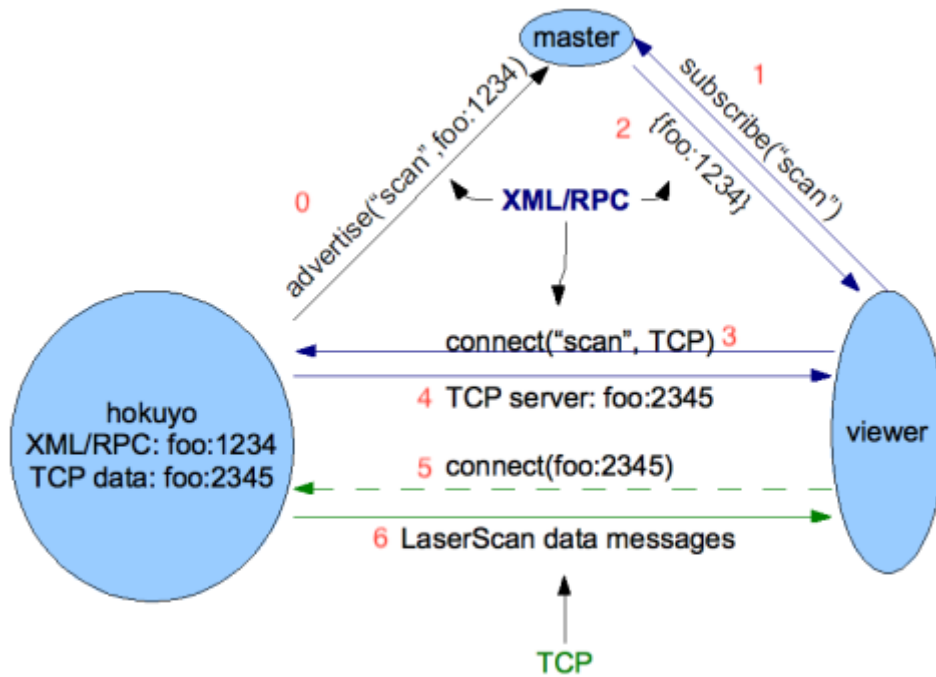 master
1
subscribe("scan")
2
{foo:1234}
0
advertise("scan",foo:1234)
XML/RPC
connect("scan", TCP) 3
4 TCP server: foo:2345
hokuyo
XML/RPC: foo:1234
TCP data: foo:2345
viewer
5 connect(foo:2345)
6 LaserScan data messages
TCP